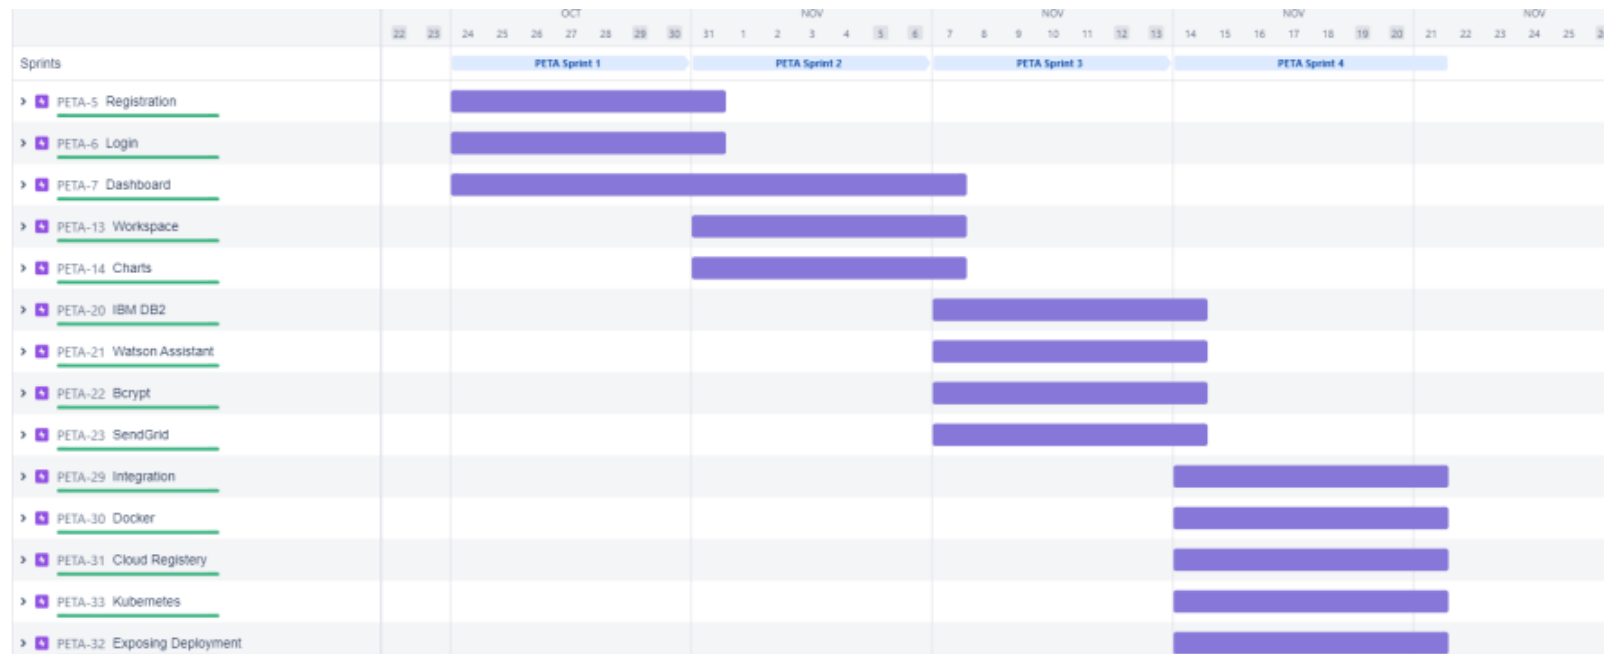 OCT NOV NOV NOV NOV
22 23 24 25 26 27 28 29 30 31 1 2 3 4 5 6 7 8 9 10 11 12 13 14 15 16 17 18 19 20 21 22 23 24 25
Sprints PETA Sprint 1 PETA Sprint 2 PETA Sprint 3 PETA Sprint 4
PETA-5 Registration
PETA-6 Login
PETA-7 Dashboard
PETA-13 Workspace
PETA-14 Charts
PETA-20 IBM DB2
PETA-21 Watson Assistant
PETA-22 Bcrypt
PETA-23 SendGrid
PETA-29 Integration
PETA-30 Docker
PETA-31 Cloud Registery
PETA-33 Kubernetes
PETA-32 Exposing Deployment